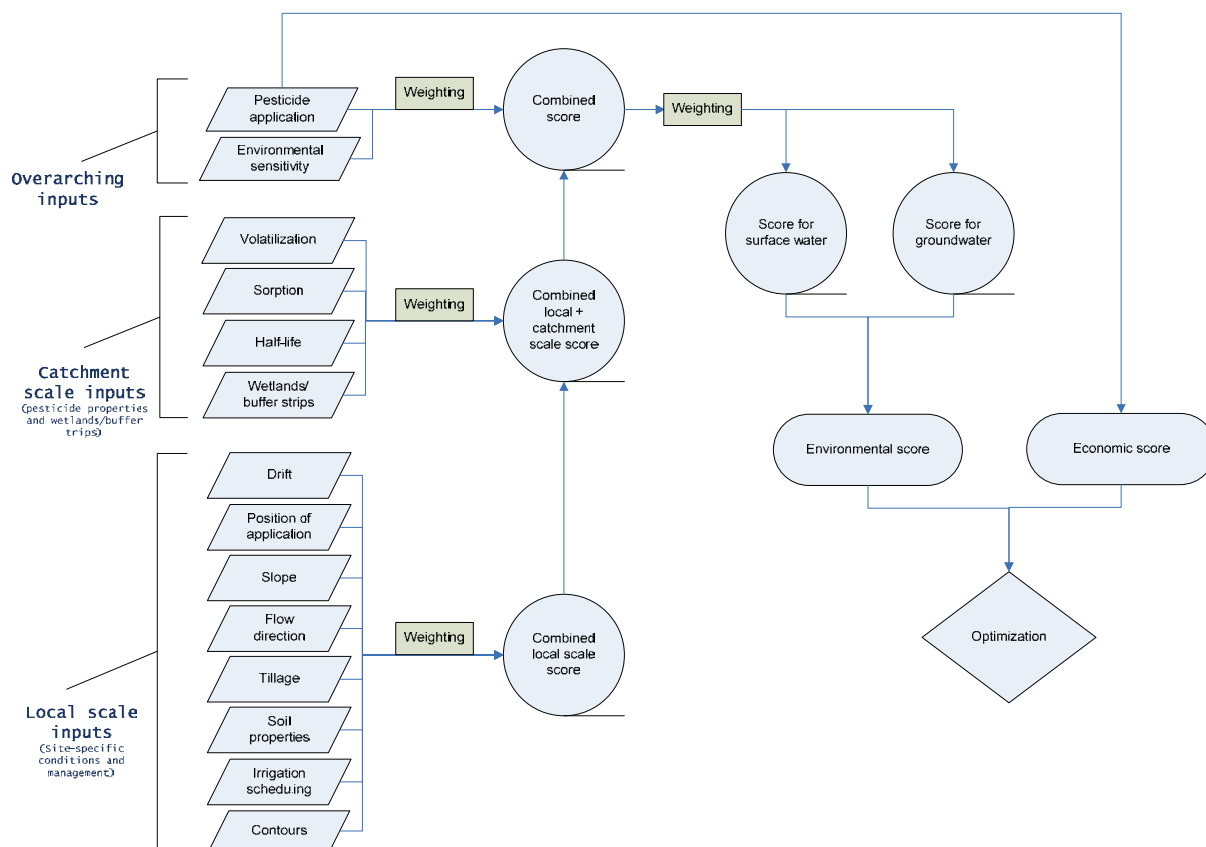 Overarching
inputs
Pesticide
application
Environmental
sensitivity
Weighting
Combined
score
Weighting
Score for
surface water
Score for
groundwater
Catchment
scale inputs
(pesticide properties
and wetlands/buffer
trips)
Volatilization
Sorption
Half-life
Wetlands/
buffer strips
Weighting
Combined
local +
catchment
scale score
Environmental score
Economic score
Optimization
Local scale
inputs
(Site-specific
conditions and
management)
Drift
Position of
application
Slope
Flow
direction
Tillage
Soil
properties
Irrigation
scheduling
Contours
Weighting
Combined
local scale
score